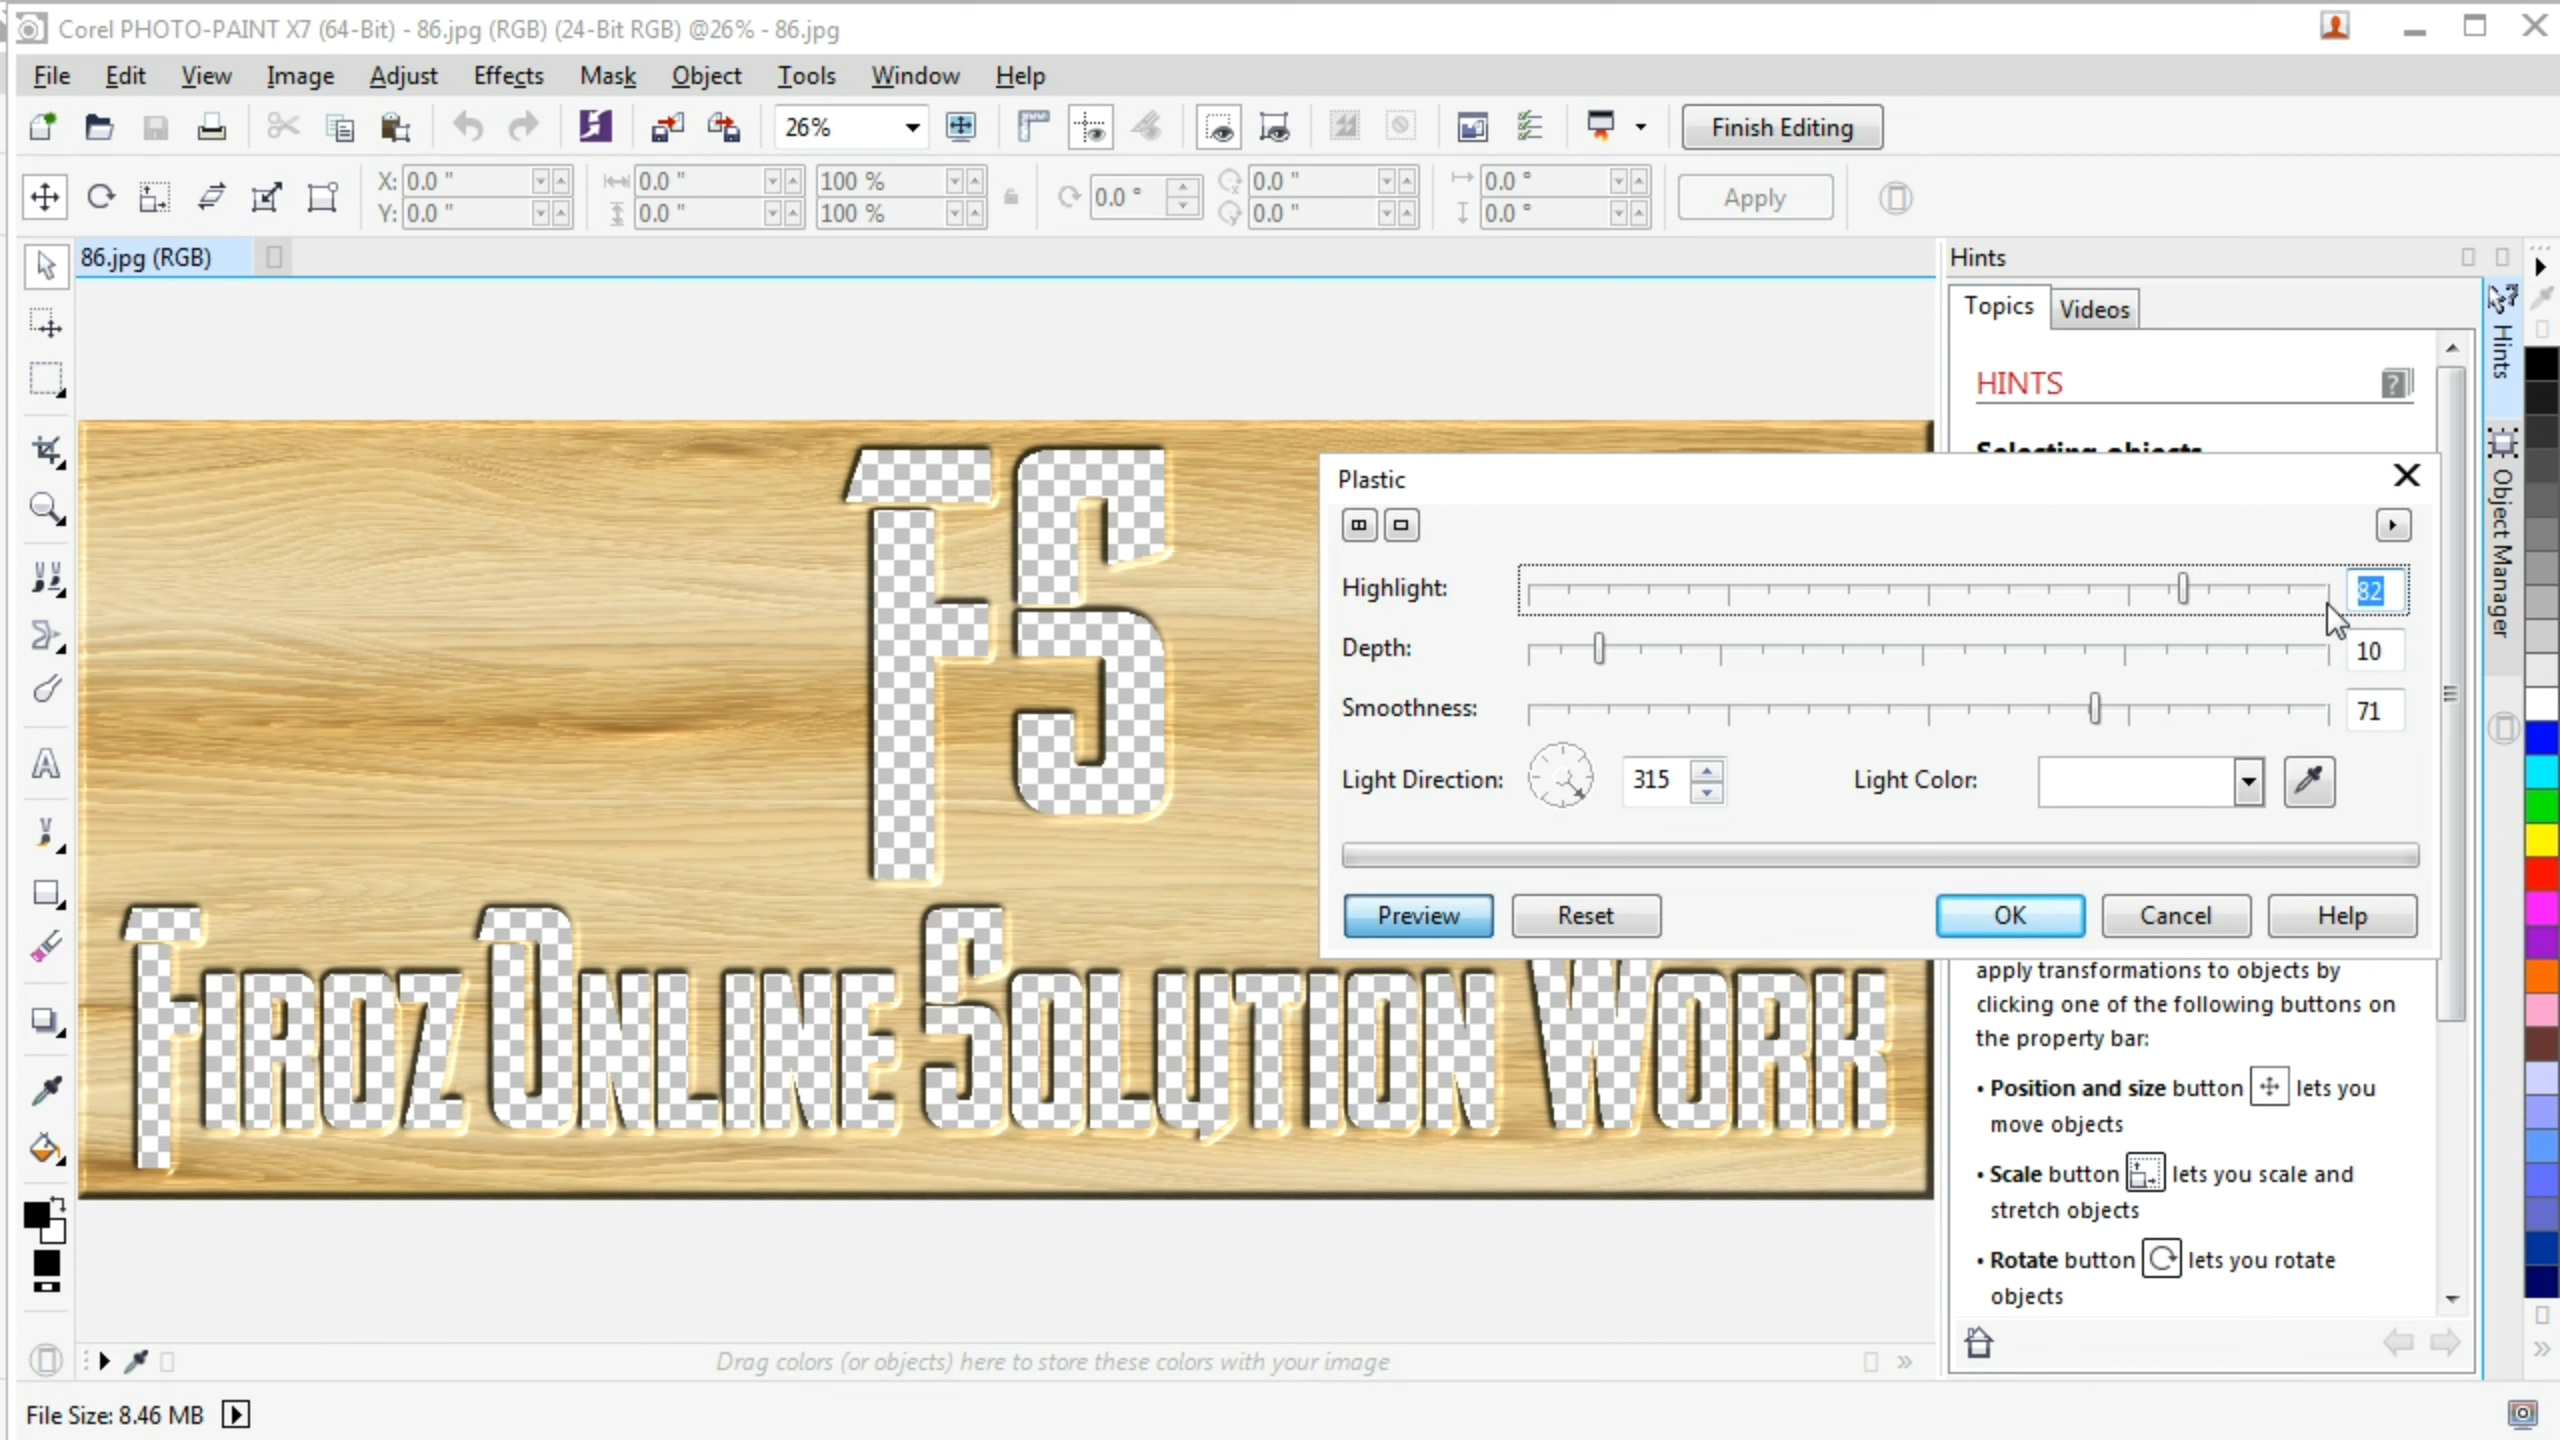 Corel PHOTO-PAINT X7 (64-Bit) - 86.jpg (RGB) (24-Bit RGB) @26% - 86.jpg
File Edit View Image Adjust Effects Mask Object Tools Window Help
26%
Finish Editing
X: 0.0 " 0.0 " 100 % 0.0 ° 0.0 " 0.0 °
Y: 0.0 " 0.0 " 100 % 0.0 " 0.0 °
Apply
86.jpg (RGB)
Hints
Topics Videos
HINTS
Selecting objects
Hints
Object Manager
FS
Firoz Online Solution Work
Plastic
Highlight: 82
Depth: 10
Smoothness: 71
Light Direction: 315 Light Color:
Preview Reset OK Cancel Help
apply transformations to objects by
clicking one of the following buttons on
the property bar:
• Position and size button lets you
move objects
• Scale button lets you scale and
stretch objects
• Rotate button lets you rotate
objects
Drag colors (or objects) here to store these colors with your image
File Size: 8.46 MB